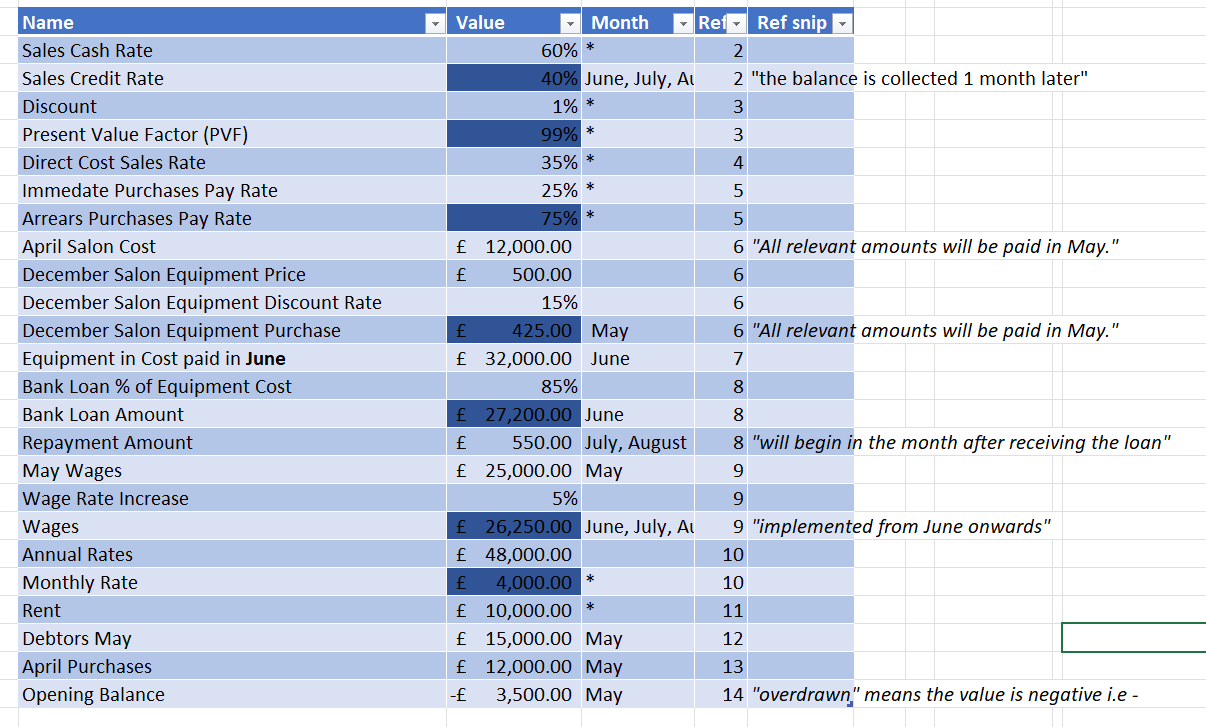 Name Value Month Ref Ref snip
Sales Cash Rate 60% * 2
Sales Credit Rate 40% June, July, Au 2 "the balance is collected 1 month later"
Discount 1% * 3
Present Value Factor (PVF) 99% * 3
Direct Cost Sales Rate 35% * 4
Immedate Purchases Pay Rate 25% * 5
Arrears Purchases Pay Rate 75% * 5
April Salon Cost £ 12,000.00 6 "All relevant amounts will be paid in May."
December Salon Equipment Price £ 500.00 6
December Salon Equipment Discount Rate 15% 6
December Salon Equipment Purchase £ 425.00 May 6 "All relevant amounts will be paid in May."
Equipment in Cost paid in June £ 32,000.00 June 7
Bank Loan % of Equipment Cost 85% 8
Bank Loan Amount £ 27,200.00 June 8
Repayment Amount £ 550.00 July, August 8 "will begin in the month after receiving the loan"
May Wages £ 25,000.00 May 9
Wage Rate Increase 5% 9
Wages £ 26,250.00 June, July, Au 9 "implemented from June onwards"
Annual Rates £ 48,000.00 10
Monthly Rate £ 4,000.00 * 10
Rent £ 10,000.00 * 11
Debtors May £ 15,000.00 May 12
April Purchases £ 12,000.00 May 13
Opening Balance -£ 3,500.00 May 14 "overdrawn" means the value is negative i.e -